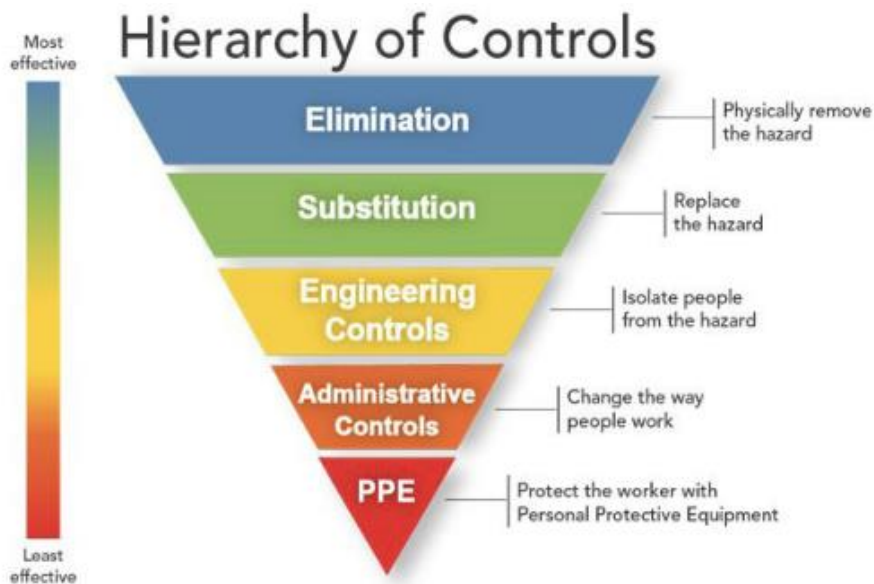 Hierarchy of Controls
Most
effective
Elimination
Physically remove
the hazard
Substitution
Replace
the hazard
Engineering
Controls
Isolate people
from the hazard
Administrative
Controls
Change the way
people work
PPE
Protect the worker with
Personal Protective Equipment
Least
effective